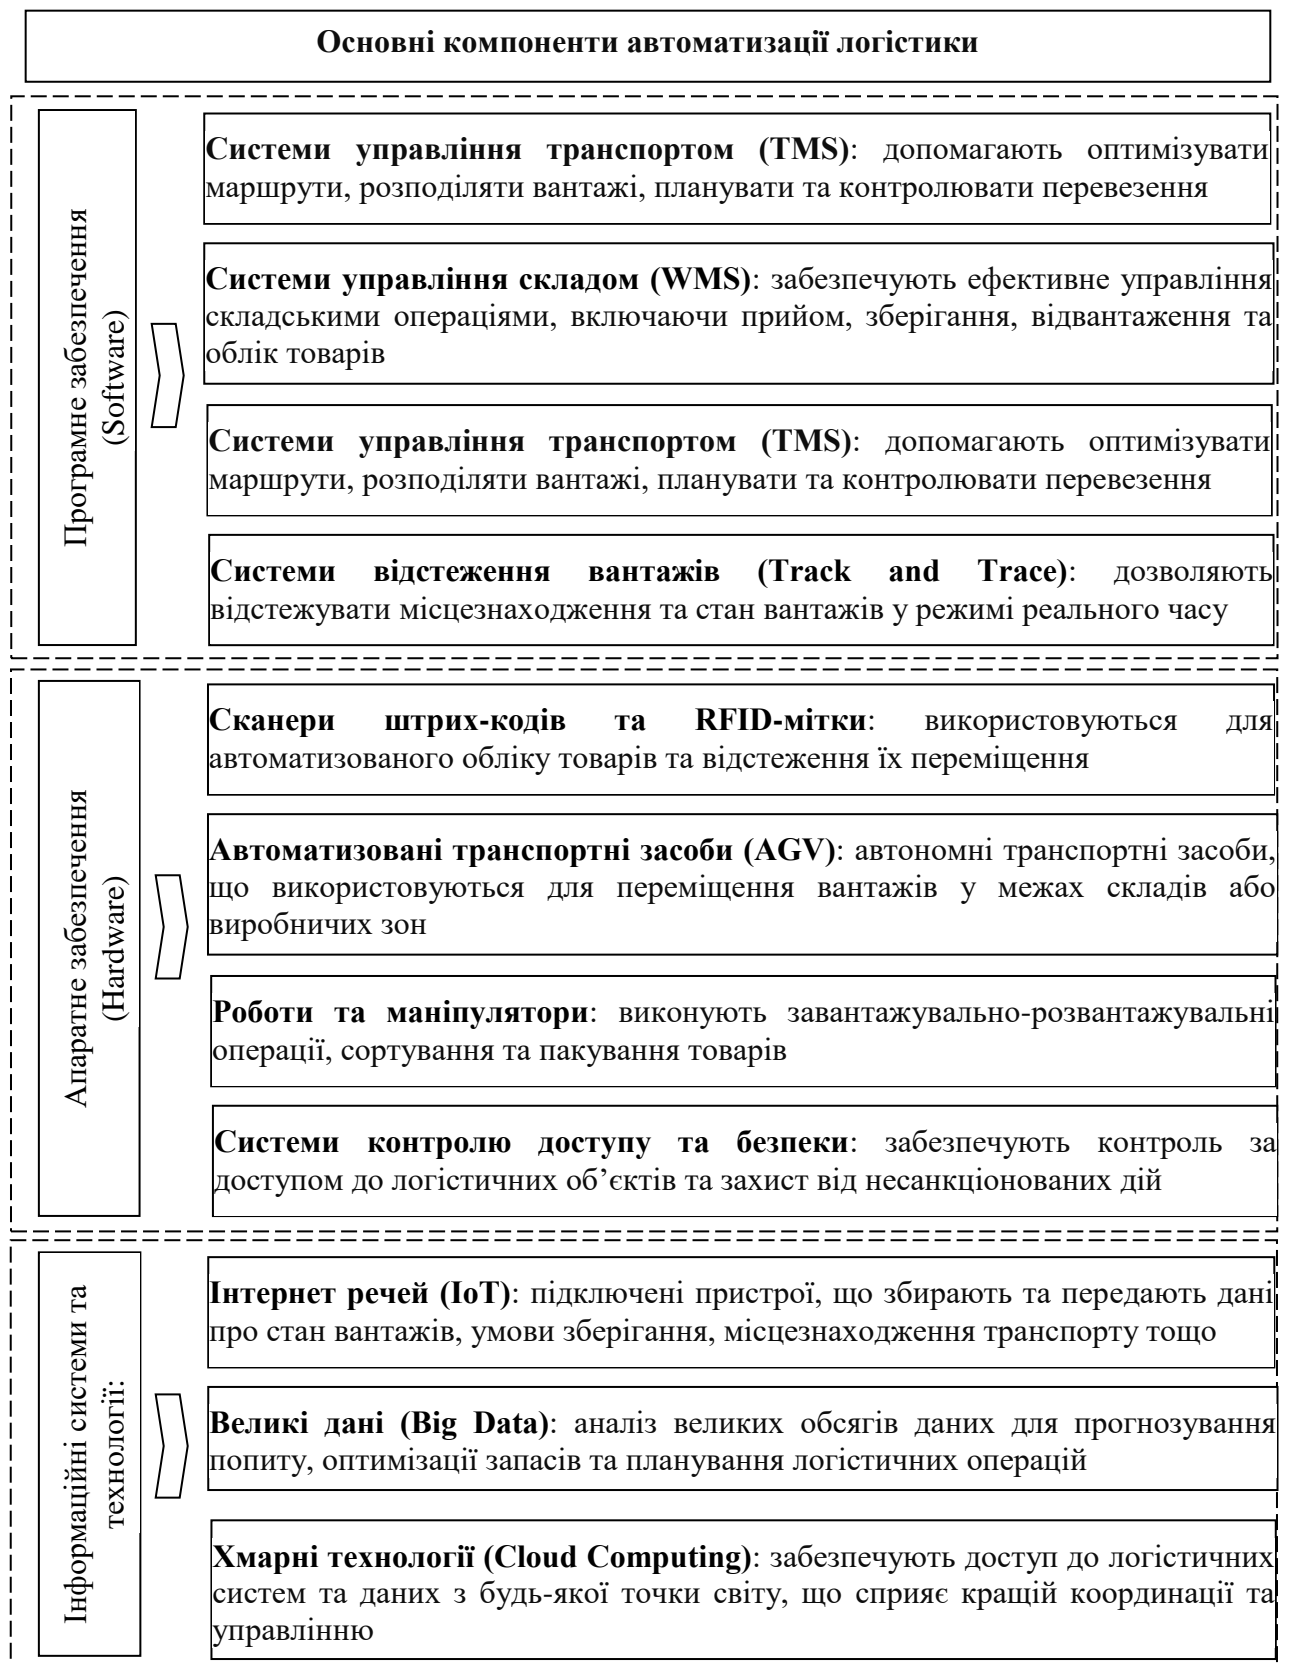 Основні компоненти автоматизації логістики
Програмне забезпечення
(Software)
Системи управління транспортом (TMS): допомагають оптимізувати
маршрути, розподіляти вантажі, планувати та контролювати перевезення
Системи управління складом (WMS): забезпечують ефективне управління
складськими операціями, включаючи прийом, зберігання, відвантаження та
облік товарів
Системи управління транспортом (TMS): допомагають оптимізувати
маршрути, розподіляти вантажі, планувати та контролювати перевезення
Системи відстеження вантажів (Track and Trace): дозволяють
відстежувати місцезнаходження та стан вантажів у режимі реального часу
Апаратне забезпечення
(Hardware)
Сканери штрих-кодів та RFID-мітки: використовуються для
автоматизованого обліку товарів та відстеження їх переміщення
Автоматизовані транспортні засоби (AGV): автономні транспортні засоби,
що використовуються для переміщення вантажів у межах складів або
виробничих зон
Роботи та маніпулятори: виконують завантажувально-розвантажувальні
операції, сортування та пакування товарів
Системи контролю доступу та безпеки: забезпечують контроль за
доступом до логістичних об’єктів та захист від несанкціонованих дій
Інформаційні системи та
технології:
Інтернет речей (IoT): підключені пристрої, що збирають та передають дані
про стан вантажів, умови зберігання, місцезнаходження транспорту тощо
Великі дані (Big Data): аналіз великих обсягів даних для прогнозування
попиту, оптимізації запасів та планування логістичних операцій
Хмарні технології (Cloud Computing): забезпечують доступ до логістичних
систем та даних з будь-якої точки світу, що сприяє кращій координації та
управлінню